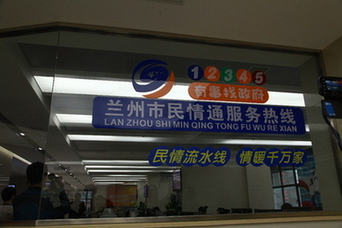 12345
有事找政府
兰州市民情通服务热线
LAN ZHOU SHI MIN QING TONG FU WU RE XIAN
民情流水线 情暖千万家